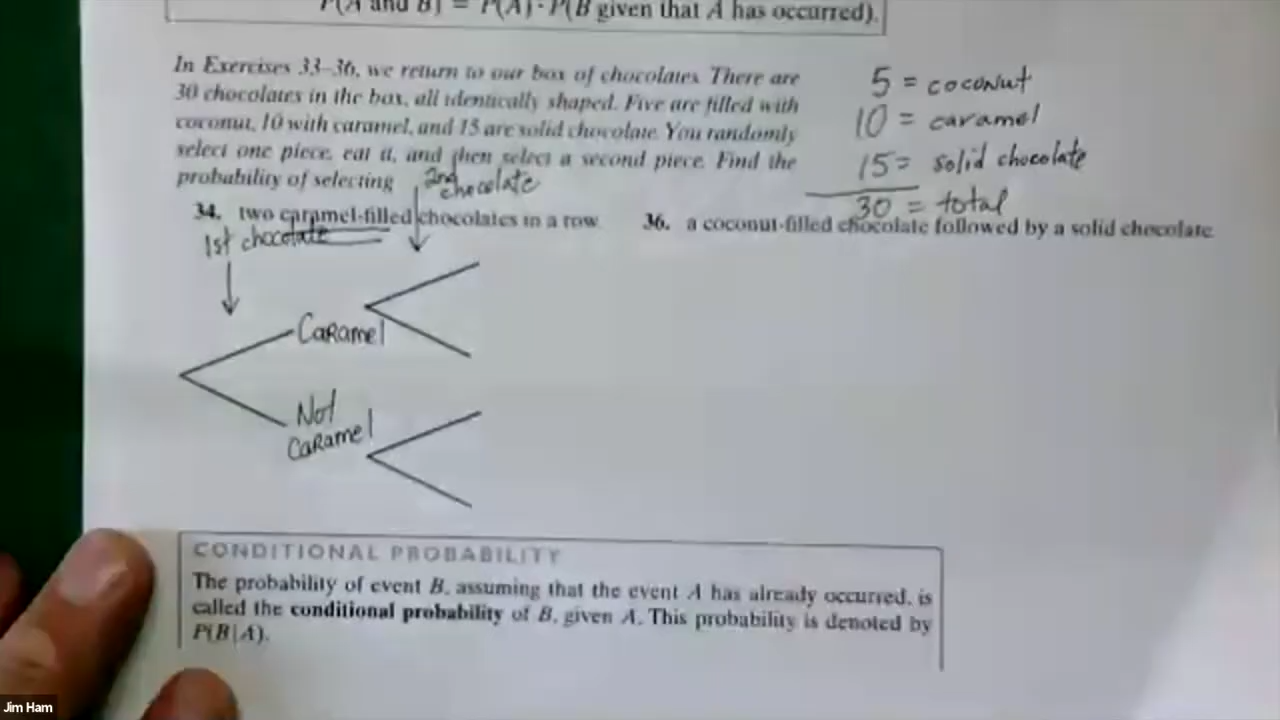 P(A and B) = P(A) · P(B given that A has occurred).
In Exercises 33–36, we return to our box of chocolates. There are
30 chocolates in the box, all identically shaped. Five are filled with
coconut, 10 with caramel, and 15 are solid chocolate. You randomly
select one piece, eat it, and then select a second piece. Find the
probability of selecting
5 = coconut
10 = caramel
15 = solid chocolate
30 = total
2nd
chocolate
34. two caramel-filled chocolates in a row.
36. a coconut-filled chocolate followed by a solid chocolate.
1st chocolate
Caramel
Not
Caramel
CONDITIONAL PROBABILITY
The probability of event B, assuming that the event A has already occurred, is
called the conditional probability of B, given A. This probability is denoted by
P(B|A).
Jim Ham